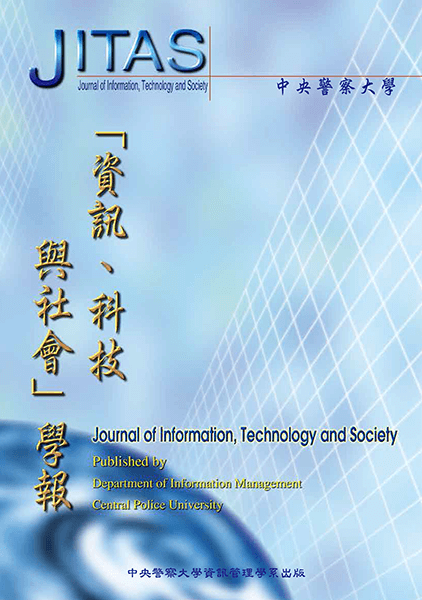 JITAS
Journal of Information, Technology and Society
中央警察大學
「資訊、科技
與社會」學報
Journal of Information, Technology and Society
Published by
Department of Information Management
Central Police University
中央警察大學資訊管理學系出版